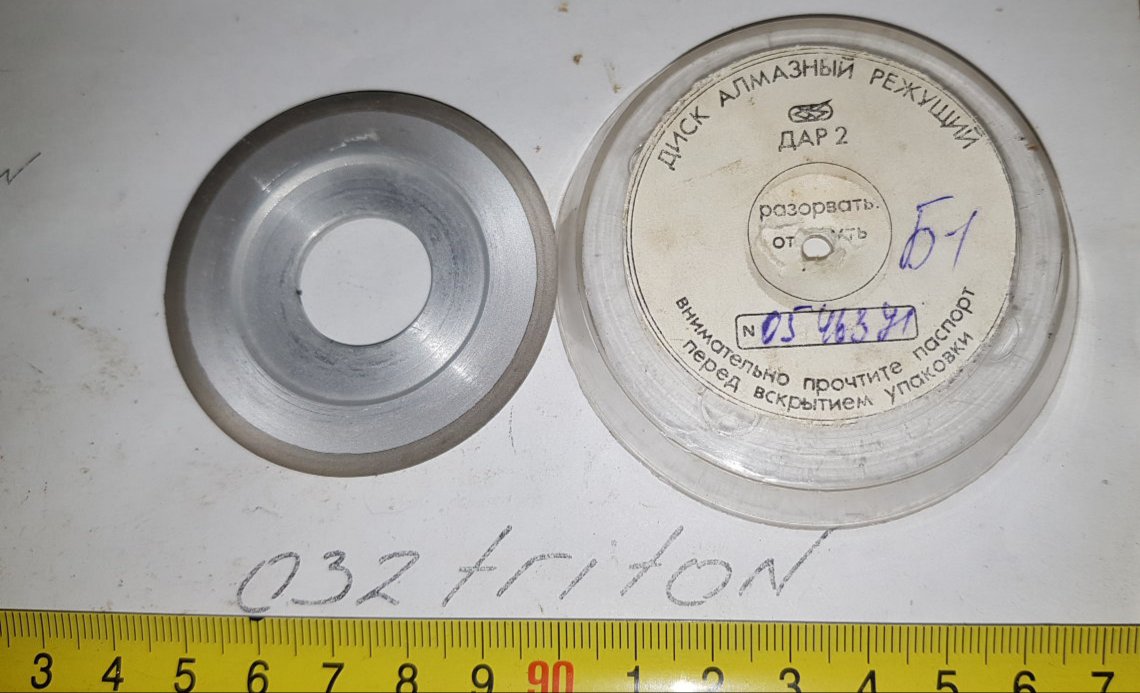 ДИСК АЛМАЗНЫЙ РЕЖУЩИЙ
ДАР 2
разорвать.
Б1
N 05 463 91
внимательно прочтите паспорт
перед вскрытием упаковки
032 triton
3 4 5 6 7 8 9 90 1 2 3 4 5 6 7